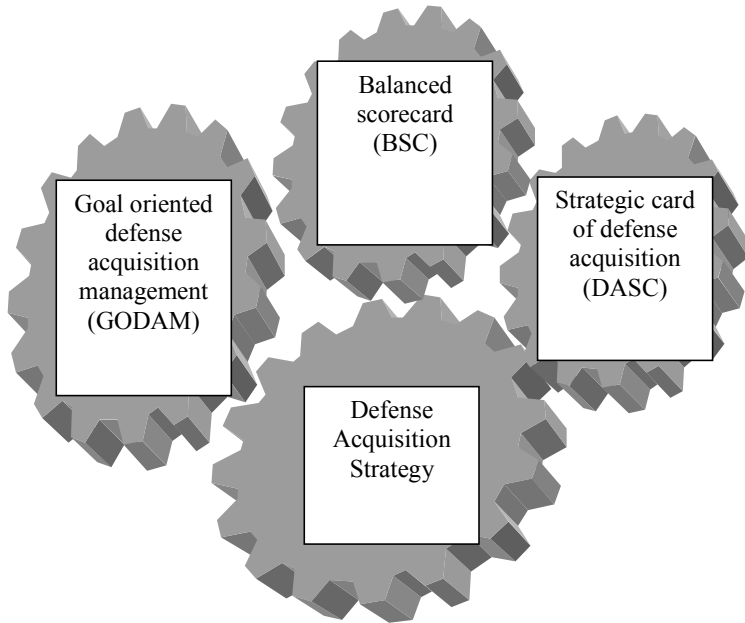 Balanced
scorecard
(BSC)
Goal oriented
defense
acquisition
management
(GODAM)
Strategic card
of defense
acquisition
(DASC)
Defense
Acquisition
Strategy